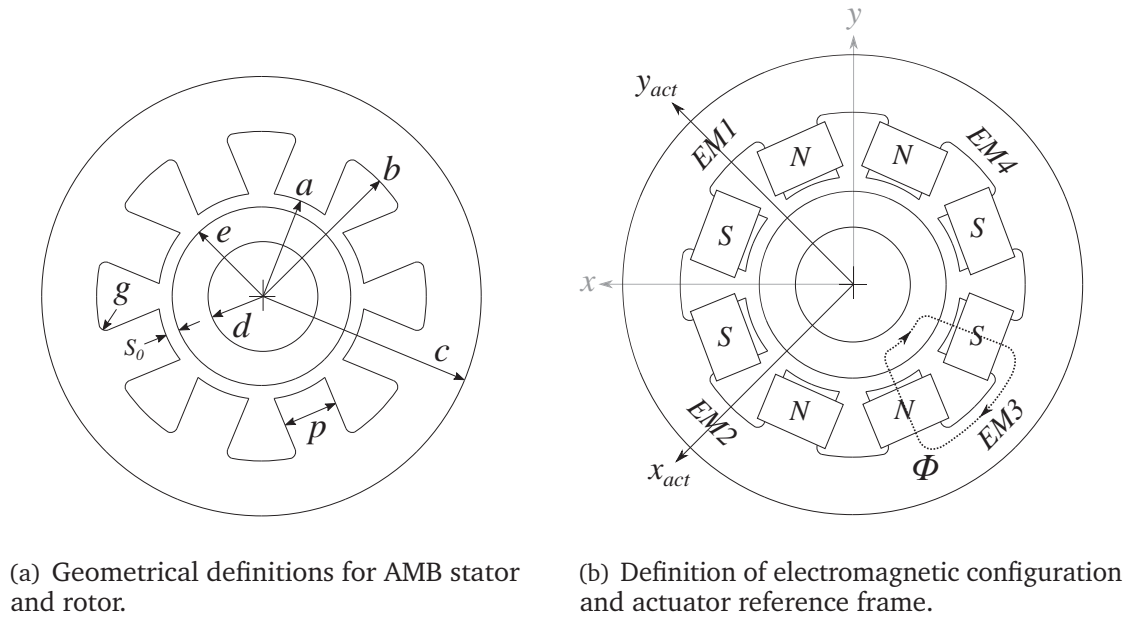 a
b
e
g
d
s₀
c
p
(a) Geometrical definitions for AMB stator
and rotor.
y
y_act
EM1
N
N
EM4
S
S
x
S
S
EM2
N
N
EM3
x_act
Φ
(b) Definition of electromagnetic configuration
and actuator reference frame.